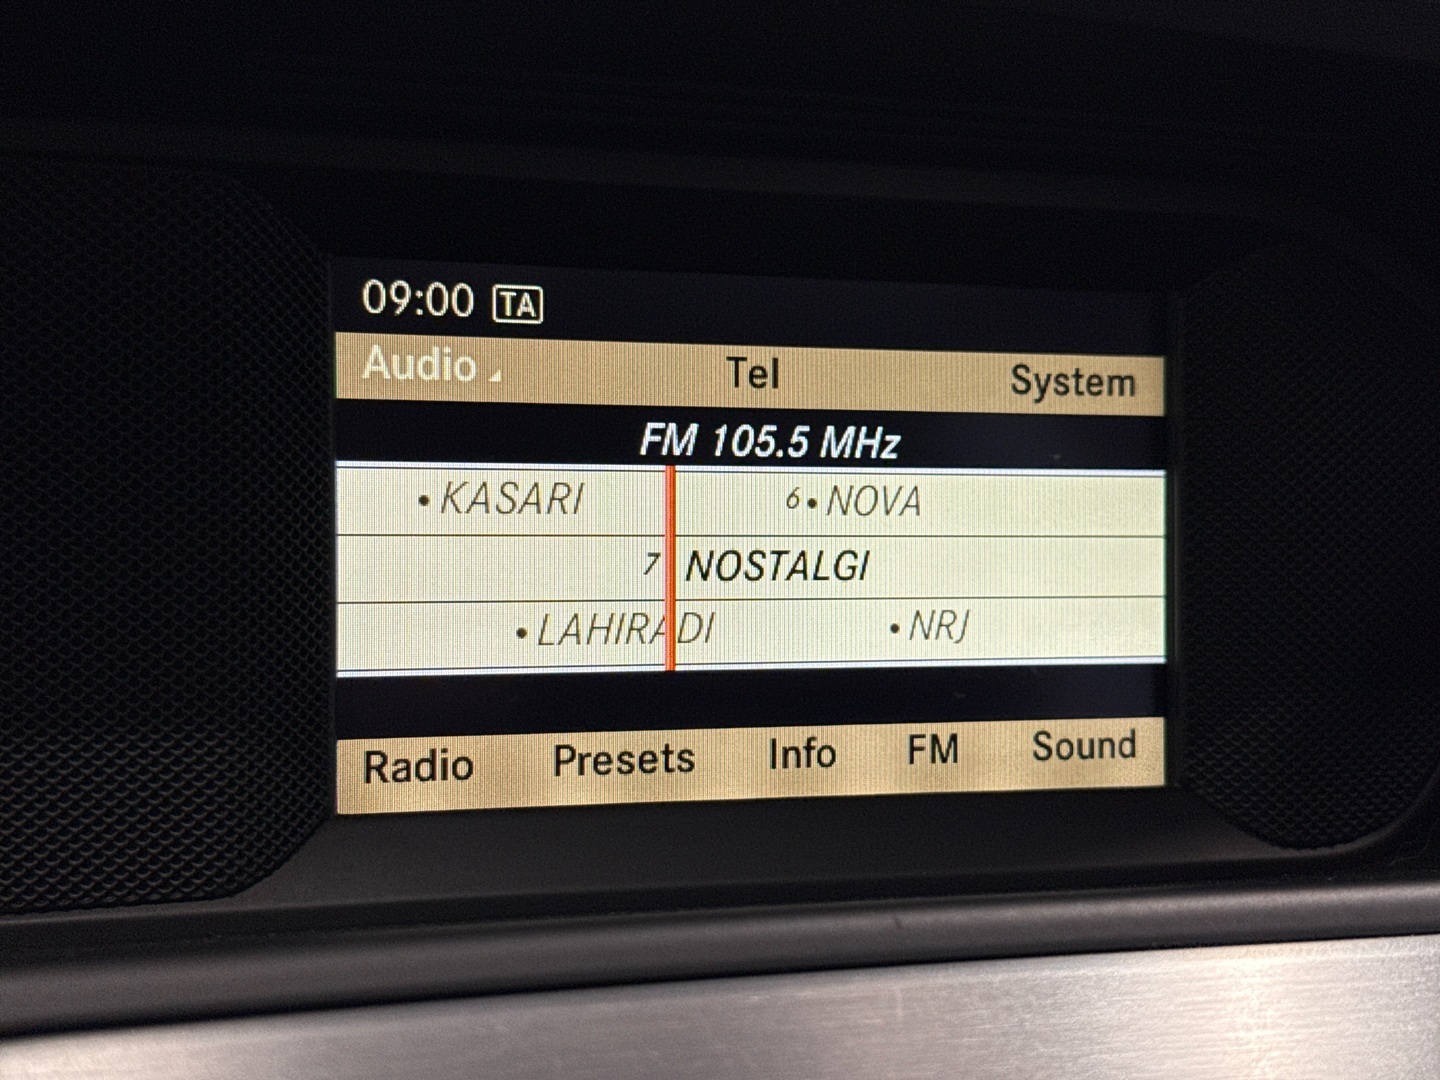 09:00 TA
Audio Tel System
FM 105.5 MHz
• KASARI 6 • NOVA
7 NOSTALGI
• LAHIRADI • NRJ
Radio Presets Info FM Sound